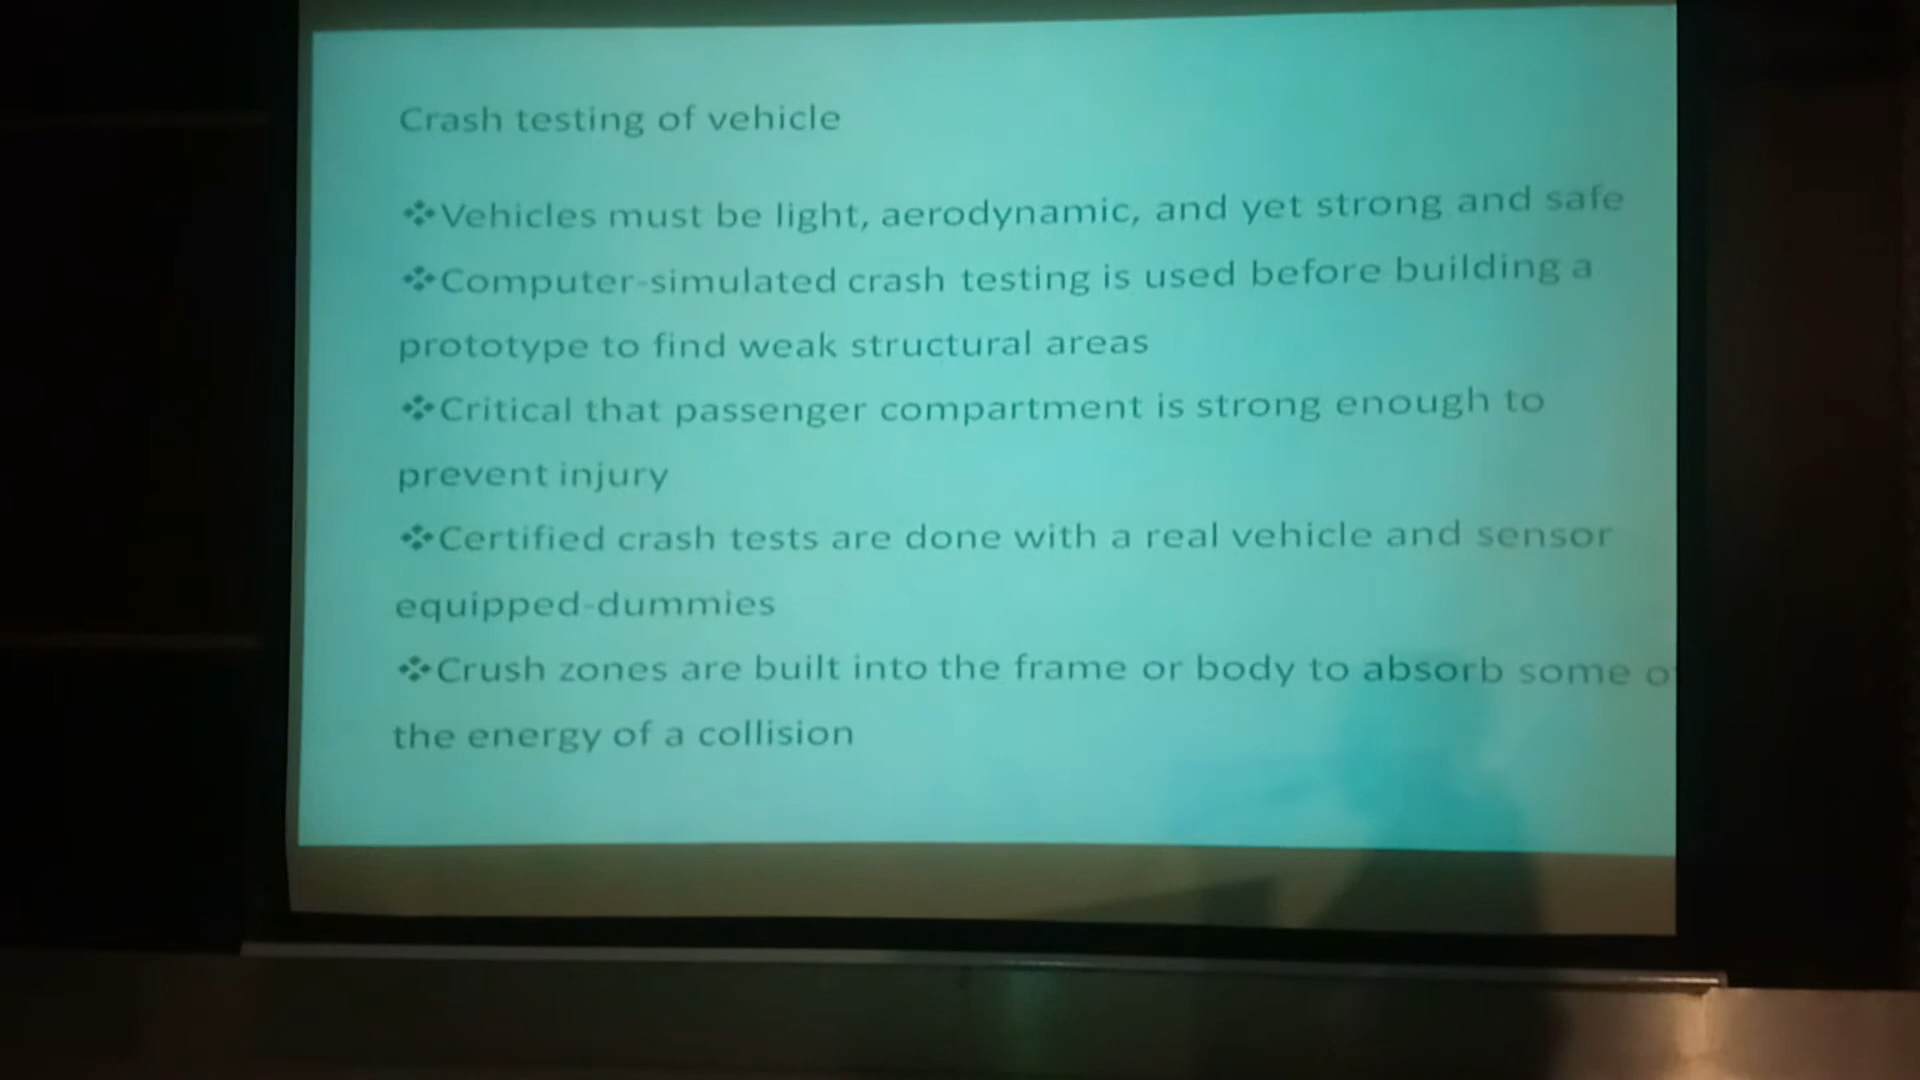 Crash testing of vehicle
❖Vehicles must be light, aerodynamic, and yet strong and safe
❖Computer-simulated crash testing is used before building a
prototype to find weak structural areas
❖Critical that passenger compartment is strong enough to
prevent injury
❖Certified crash tests are done with a real vehicle and sensor
equipped-dummies
❖Crush zones are built into the frame or body to absorb some o
the energy of a collision